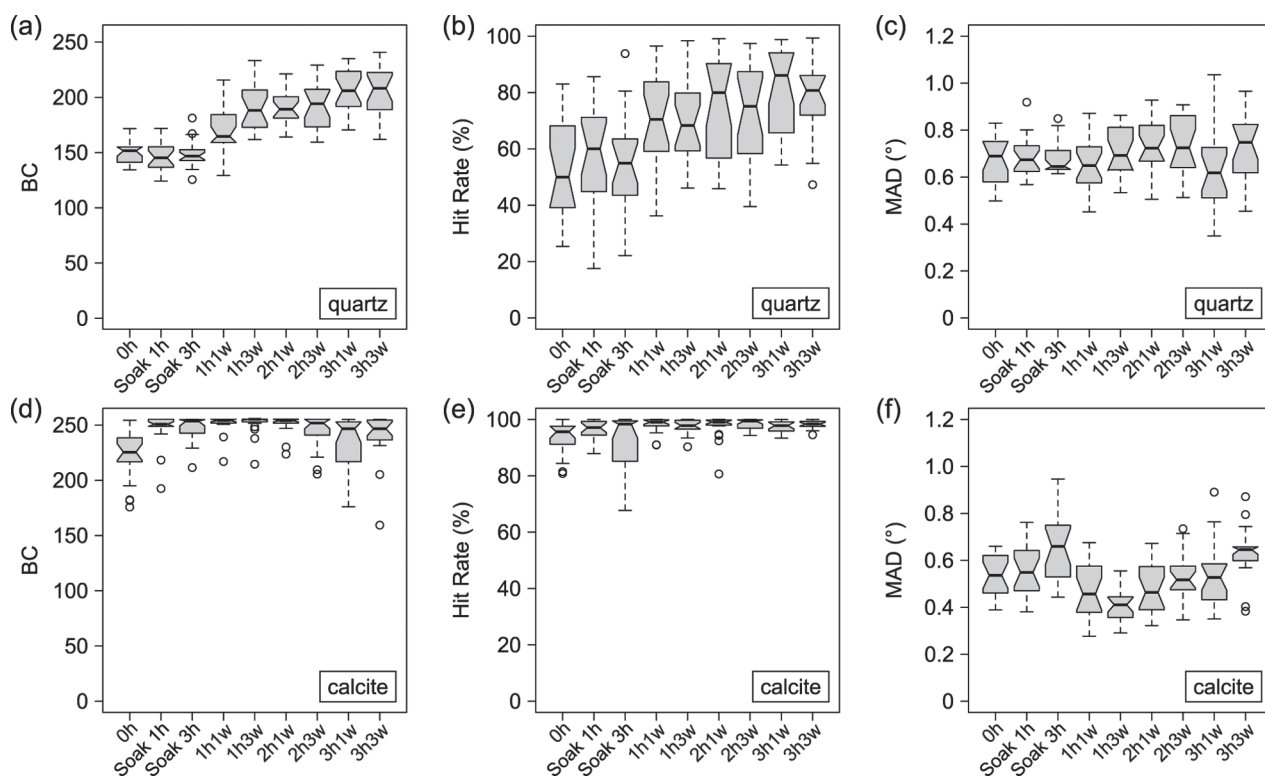 (a)
BC
250
200
150
100
50
0
quartz
0h Soak 1h Soak 3h 1h1w 1h3w 2h1w 2h3w 3h1w 3h3w
(b)
Hit Rate (%)
100
80
60
40
20
0
quartz
0h Soak 1h Soak 3h 1h1w 1h3w 2h1w 2h3w 3h1w 3h3w
(c)
MAD (°)
1.2
1.0
0.8
0.6
0.4
0.2
0
quartz
0h Soak 1h Soak 3h 1h1w 1h3w 2h1w 2h3w 3h1w 3h3w
(d)
BC
250
200
150
100
50
0
calcite
0h Soak 1h Soak 3h 1h1w 1h3w 2h1w 2h3w 3h1w 3h3w
(e)
Hit Rate (%)
100
80
60
40
20
0
calcite
0h Soak 1h Soak 3h 1h1w 1h3w 2h1w 2h3w 3h1w 3h3w
(f)
MAD (°)
1.2
1.0
0.8
0.6
0.4
0.2
0
calcite
0h Soak 1h Soak 3h 1h1w 1h3w 2h1w 2h3w 3h1w 3h3w